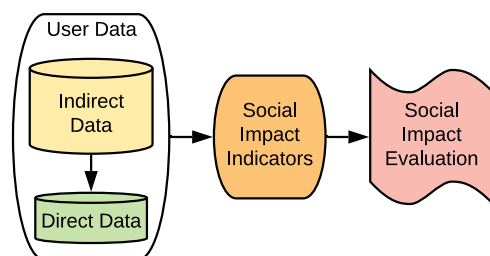 User Data
Indirect
Data
Direct Data
Social
Impact
Indicators
Social
Impact
Evaluation